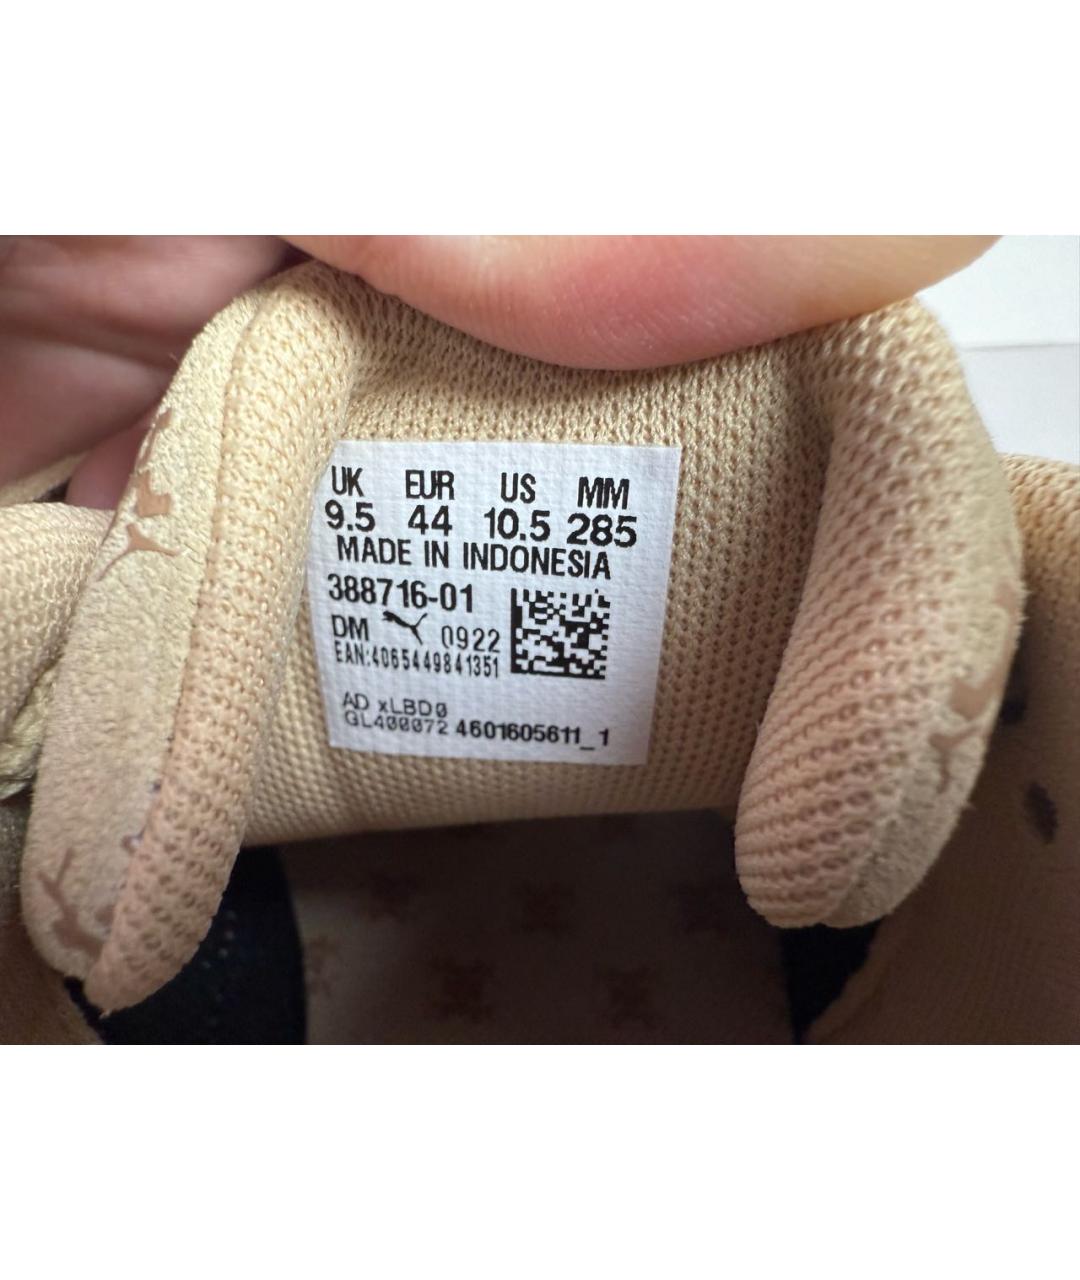 UK EUR US MM
9.5 44 10.5 285
MADE IN INDONESIA
388716-01
DM 0922
EAN:4065449841351
AD xLBD0
GL400072 4601605611_1